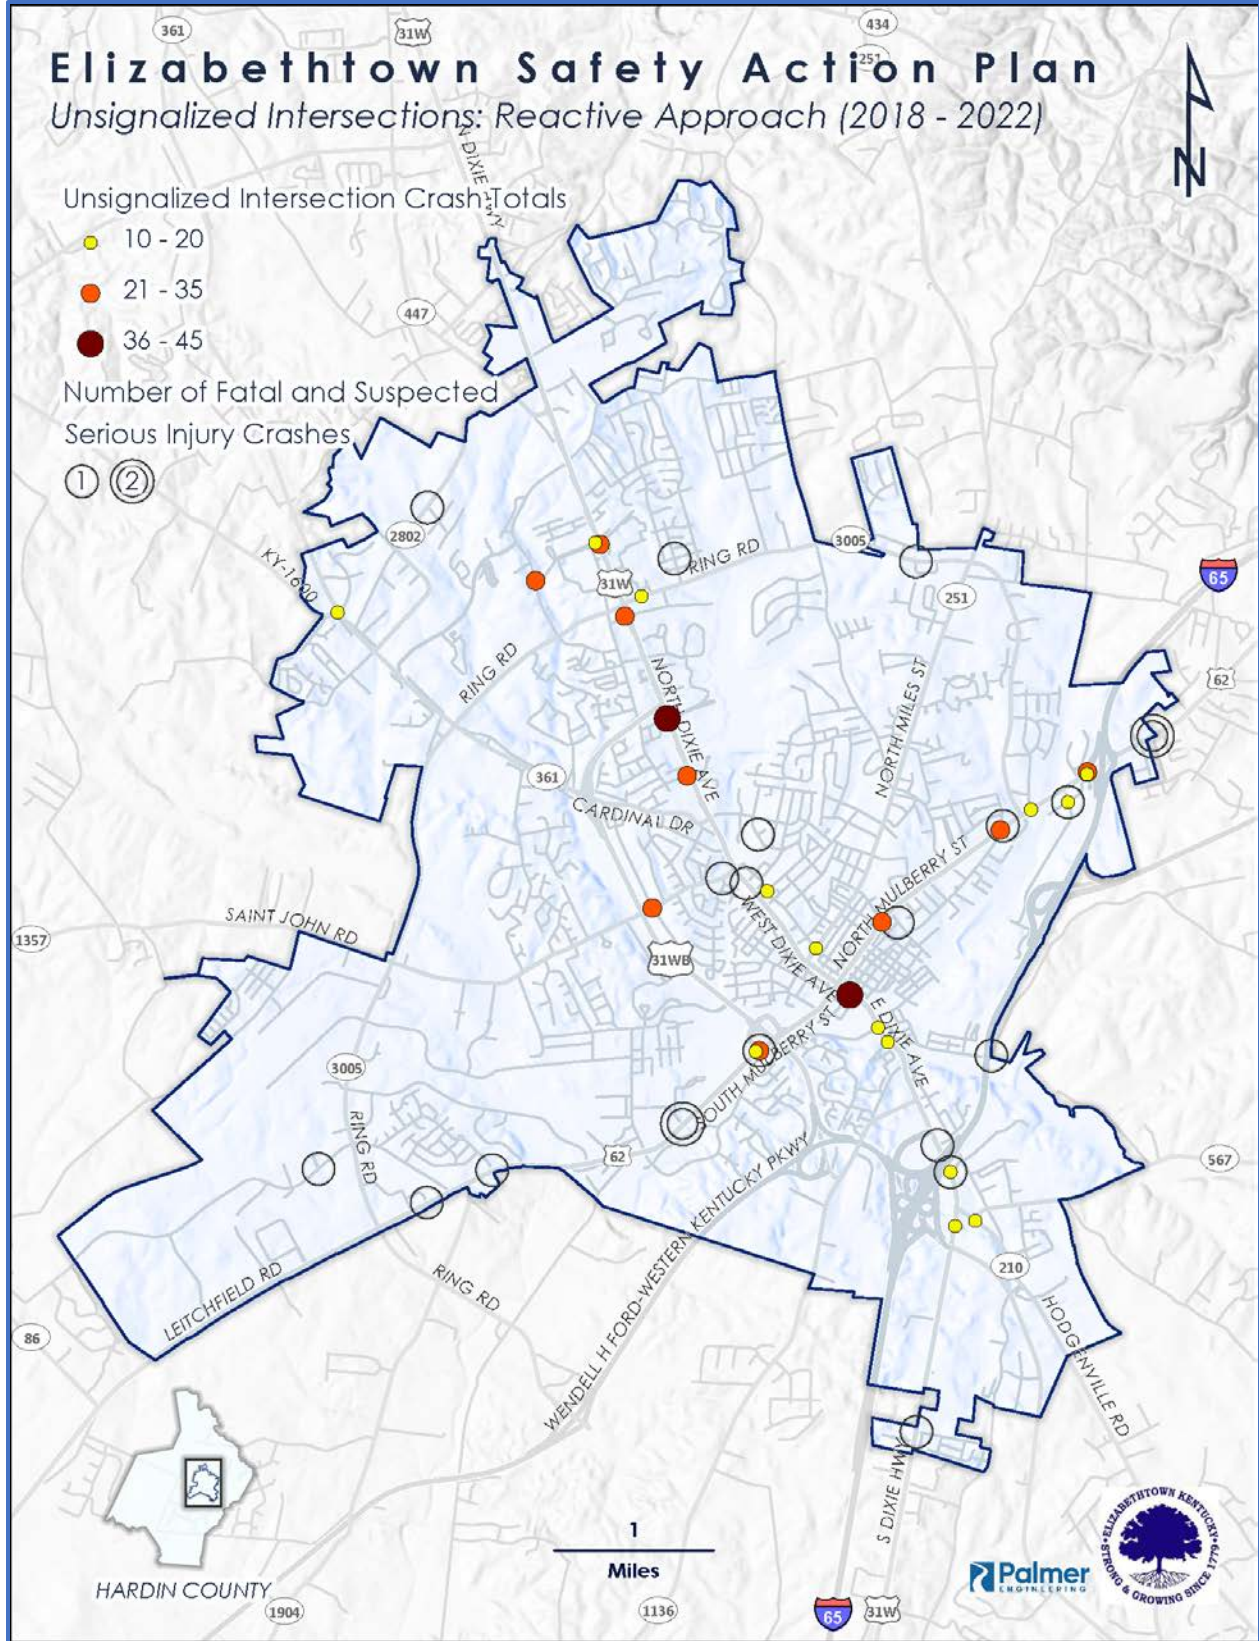 361
31W
434
251
Elizabethtown Safety Action Plan
Unsignalized Intersections: Reactive Approach (2018 - 2022)
N
N DIXIE HWY
Unsignalized Intersection Crash Totals
10 - 20
21 - 35
36 - 45
447
Number of Fatal and Suspected
Serious Injury Crashes
1
2
2802
3005
RING RD
KY-1600
31W
251
65
62
RING RD
NORTH DIXIE AVE
NORTH MILES ST
361
CARDINAL DR
NORTH MULBERRY ST
SAINT JOHN RD
1357
WEST DIXIE AVE
31WB
E DIXIE AVE
SOUTH MULBERRY ST
3005
RING RD
62
567
WENDELL H FORD-WESTERN KENTUCKY PKWY
LEITCHFIELD RD
RING RD
210
HODGENVILLE RD
86
S DIXIE HWY
1
Miles
HARDIN COUNTY
Palmer
ENGINEERING
ELIZABETHTOWN KENTUCKY
STRONG & GROWING SINCE 1779
1904
1136
65
31W